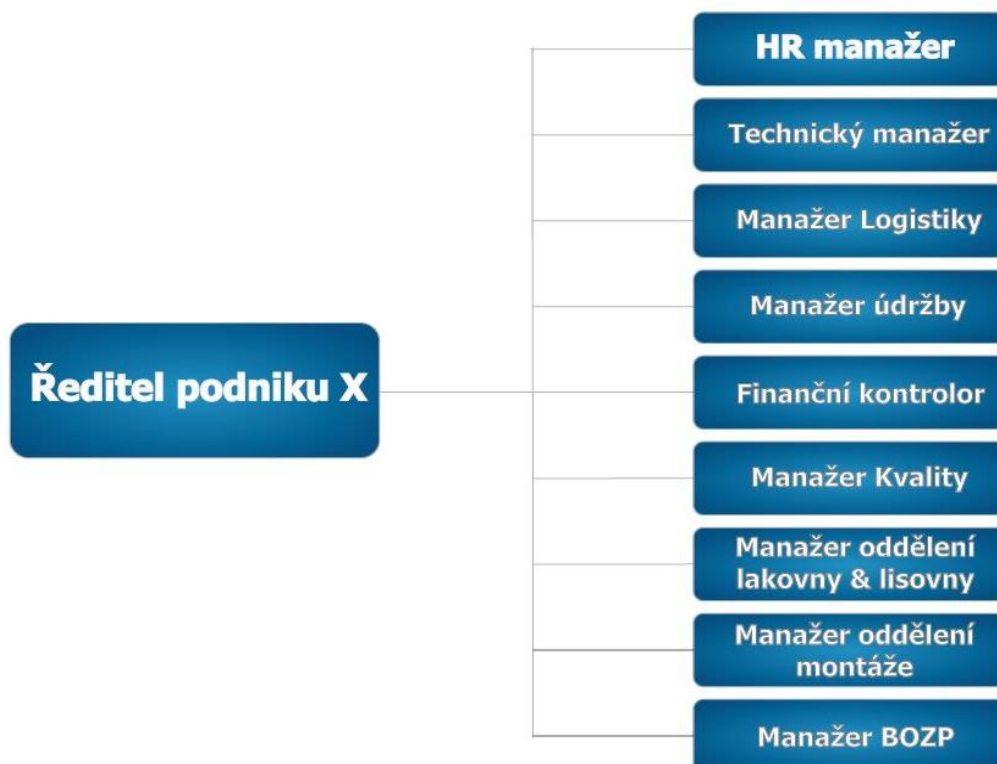 HR manažer
Technický manažer
Manažer Logistiky
Manažer údržby
Ředitel podniku X
Finanční kontrolor
Manažer Kvality
Manažer oddělení
lakovny & lisovny
Manažer oddělení
montáže
Manažer BOZP